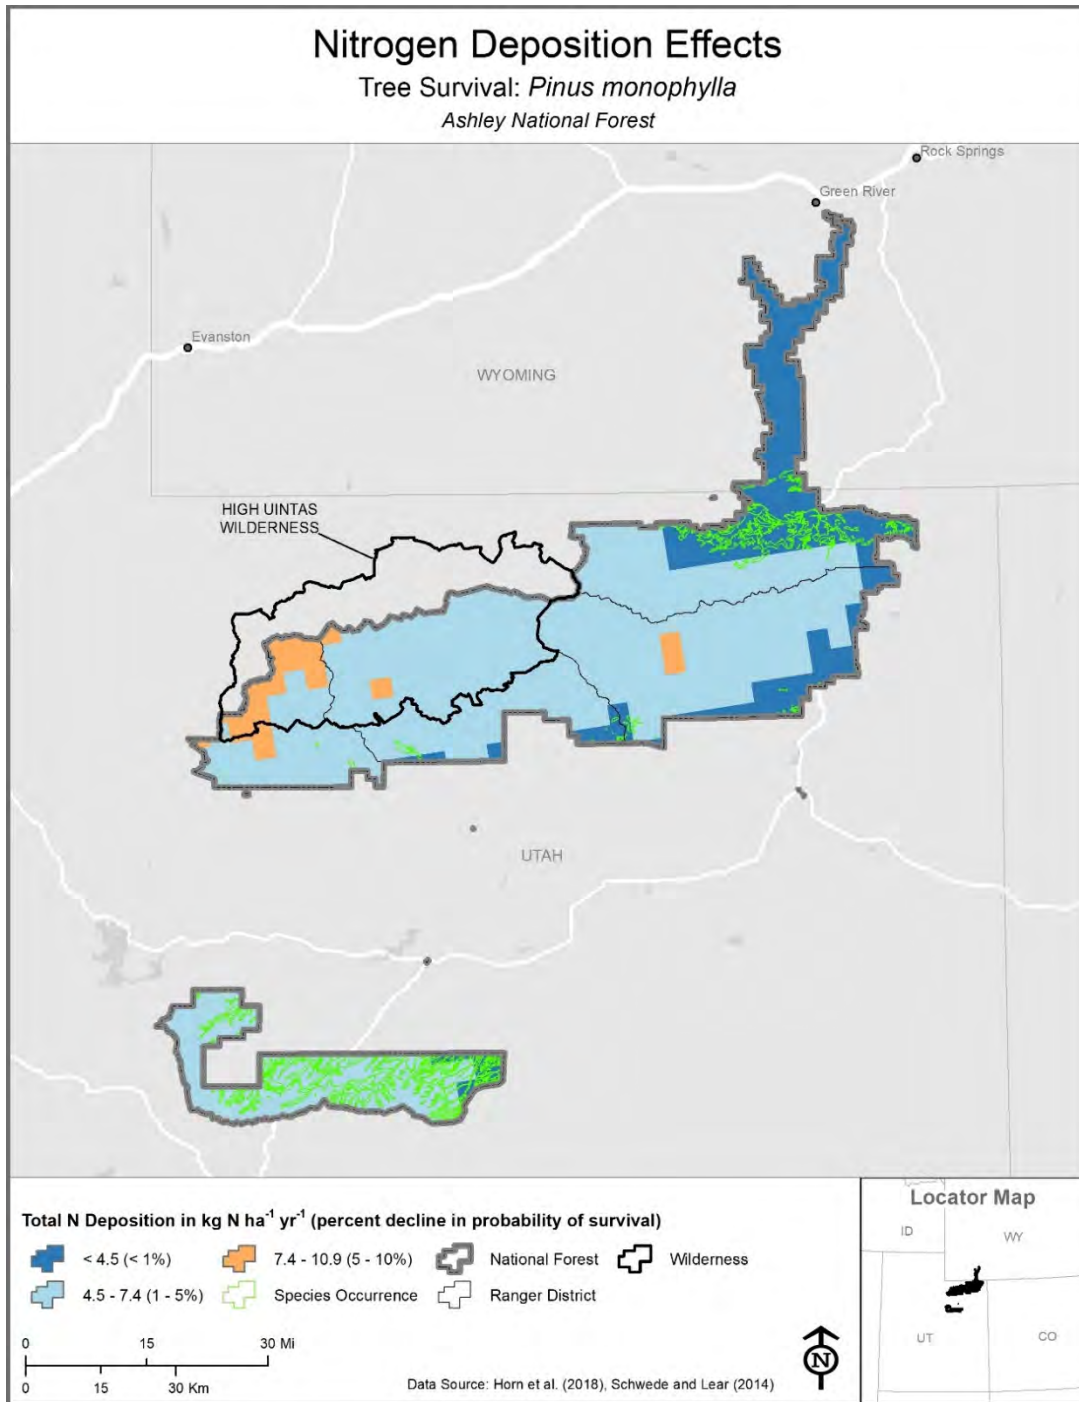 Nitrogen Deposition Effects
Tree Survival: Pinus monophylla
Ashley National Forest
Rock Springs
Green River
Evanston
WYOMING
HIGH UINTAS
WILDERNESS
UTAH
Total N Deposition in kg N ha⁻¹ yr⁻¹ (percent decline in probability of survival)
< 4.5 (< 1%)
7.4 - 10.9 (5 - 10%)
National Forest
Wilderness
4.5 - 7.4 (1 - 5%)
Species Occurrence
Ranger District
0 15 30 Mi
0 15 30 Km
N
Data Source: Horn et al. (2018), Schwede and Lear (2014)
Locator Map
ID
WY
UT
CO